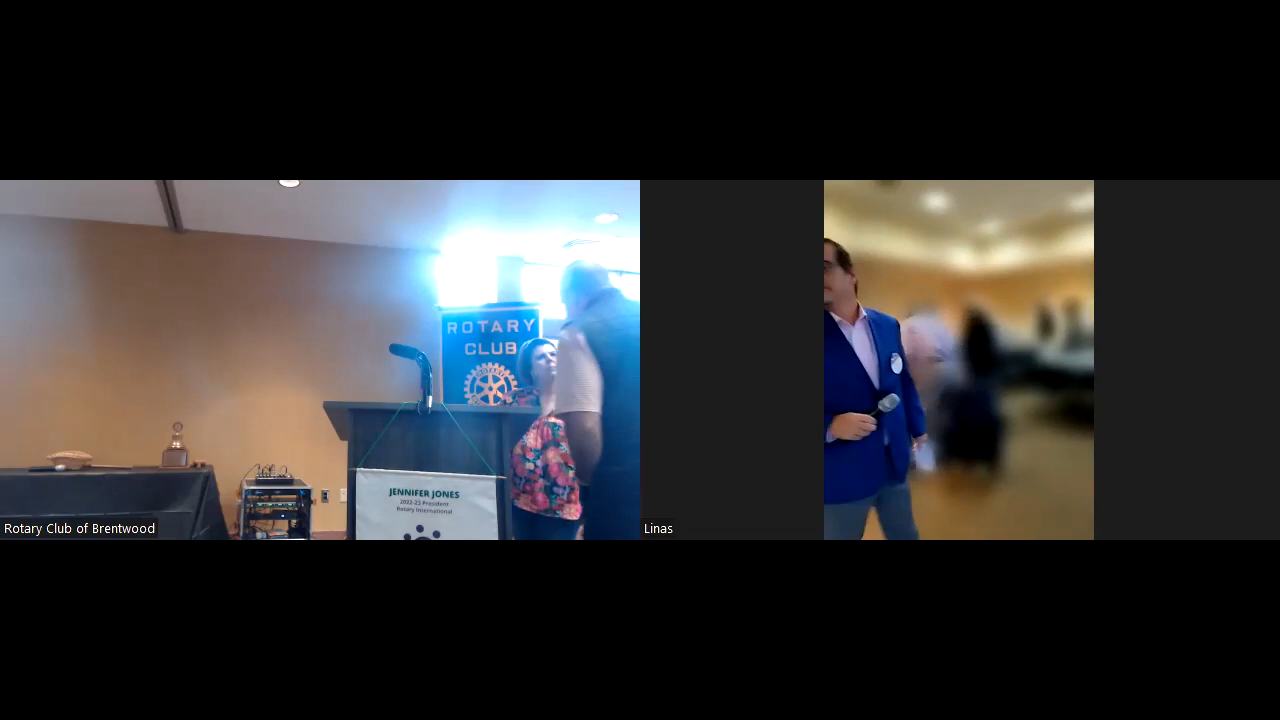 ROTARY
CLUB
JENNIFER JONES
2022-23 President
Rotary International
Rotary Club of Brentwood
Linas